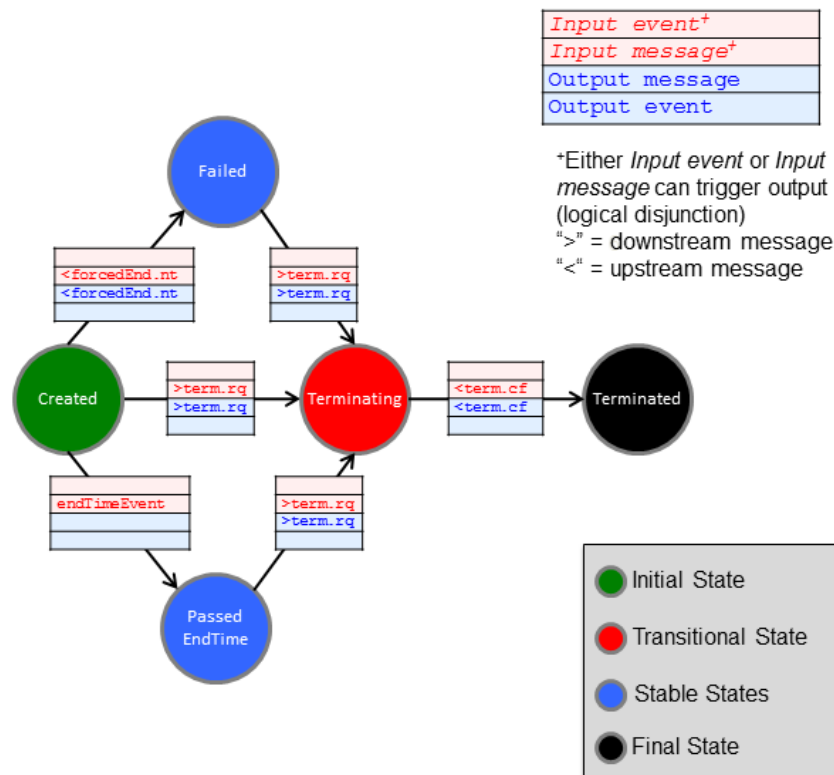 Input event+
Input message+
Output message
Output event
+Either Input event or Input
message can trigger output
(logical disjunction)
“>” = downstream message
“<“ = upstream message
Failed
<forcedEnd.nt
<forcedEnd.nt
>term.rq
>term.rq
Created
>term.rq
>term.rq
Terminating
<term.cf
<term.cf
Terminated
endTimeEvent
>term.rq
>term.rq
Passed
EndTime
Initial State
Transitional State
Stable States
Final State